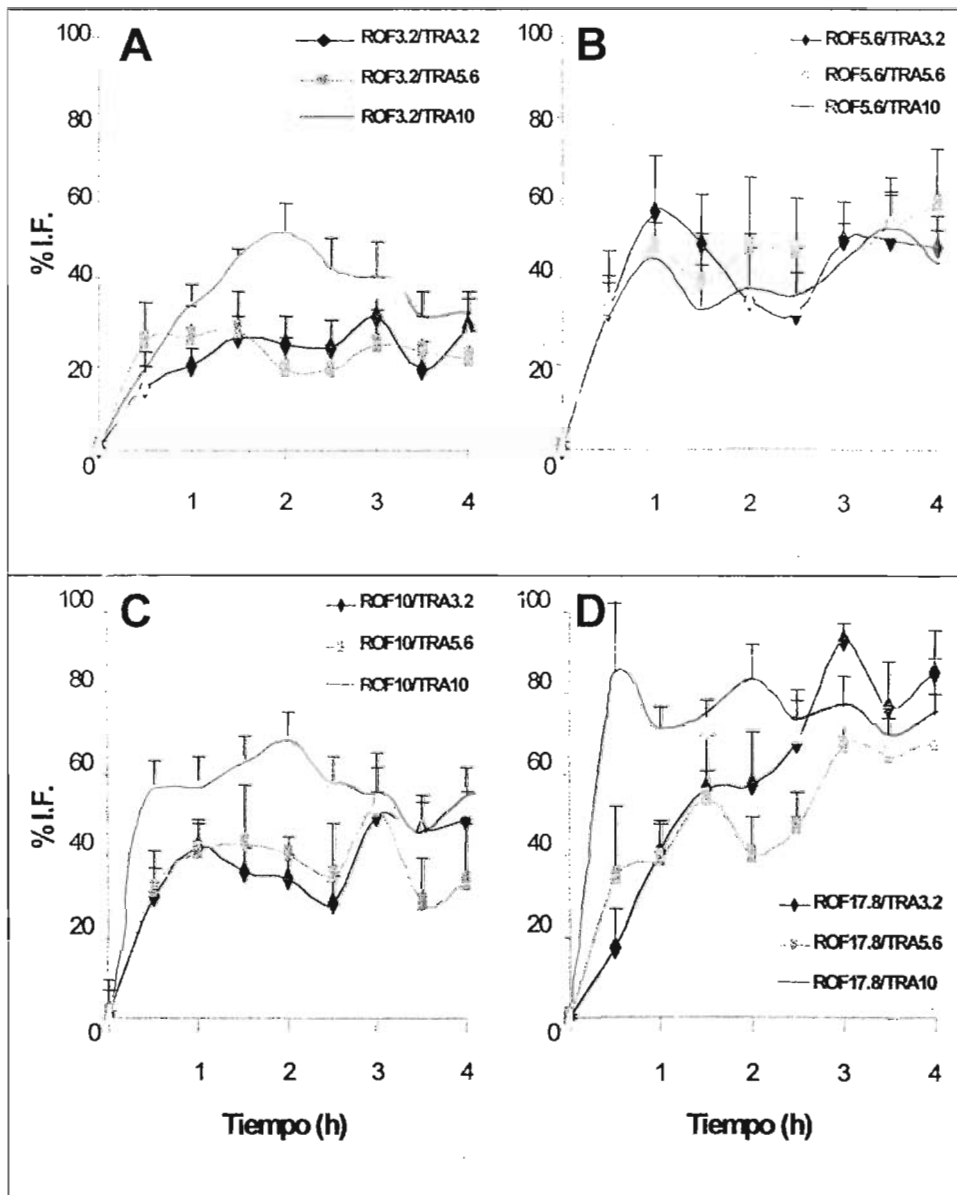 A
B
ROF3.2/TRA3.2
ROF3.2/TRA5.6
ROF3.2/TRA10
ROF5.6/TRA3.2
ROF5.6/TRA5.6
ROF5.6/TRA10
% I.F.
100
80
60
40
20
0
1
2
3
4
100
80
60
40
20
0
1
2
3
4
C
D
ROF10/TRA3.2
ROF10/TRA5.6
ROF10/TRA10
% I.F.
100
80
60
40
20
0
1
2
3
4
Tiempo (h)
100
80
60
40
20
0
1
2
3
4
Tiempo (h)
ROF17.8/TRA3.2
ROF17.8/TRA5.6
ROF17.8/TRA10